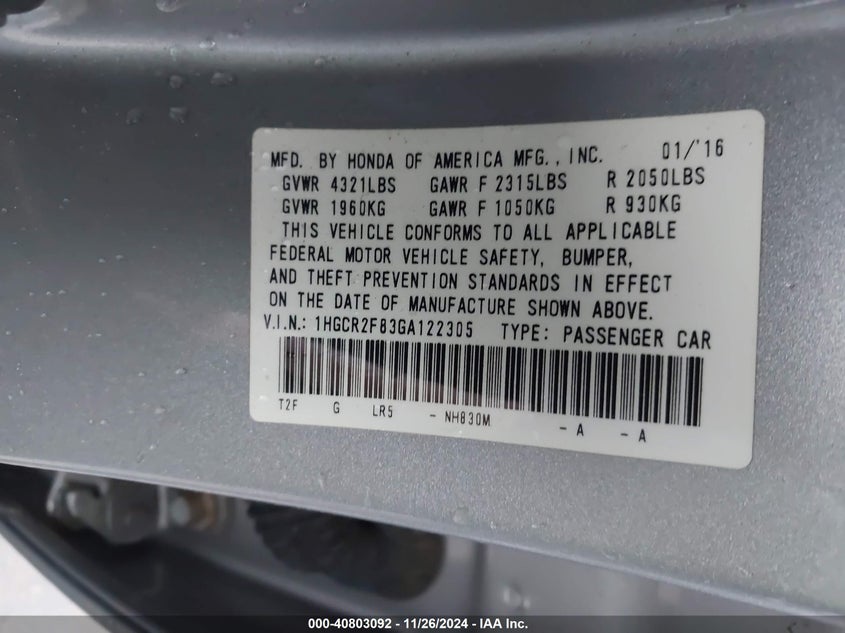 MFD. BY HONDA OF AMERICA MFG., INC. 01/'16
GVWR 4321LBS GAWR F 2315LBS R 2050LBS
GVWR 1960KG GAWR F 1050KG R 930KG
THIS VEHICLE CONFORMS TO ALL APPLICABLE
FEDERAL MOTOR VEHICLE SAFETY, BUMPER,
AND THEFT PREVENTION STANDARDS IN EFFECT
ON THE DATE OF MANUFACTURE SHOWN ABOVE.
V.I.N.: 1HGCR2F83GA122305 TYPE: PASSENGER CAR
T2F G LR5 - NH830M - A - A
000-40803092 — 11/26/2024 — IAA Inc.